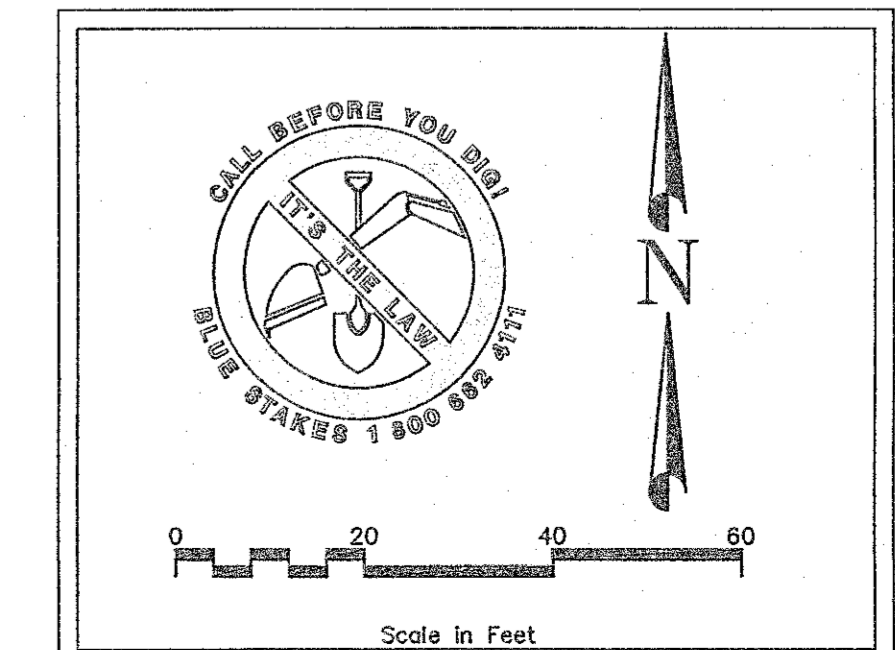 CALL BEFORE YOU DIG!
IT'S THE LAW
BLUE STAKES 1 800 662 4111
N
0 20 40 60
Scale in Feet